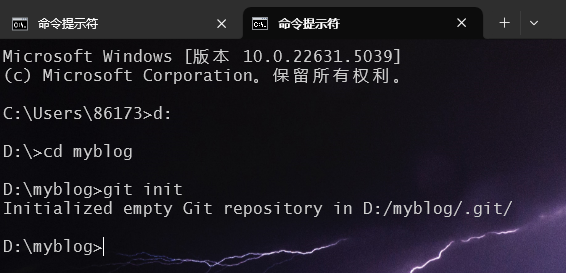 命令提示符
命令提示符
Microsoft Windows [版本 10.0.22631.5039]
(c) Microsoft Corporation。保留所有权利。
C:\Users\86173>d:
D:\>cd myblog
D:\myblog>git init
Initialized empty Git repository in D:/myblog/.git/
D:\myblog>